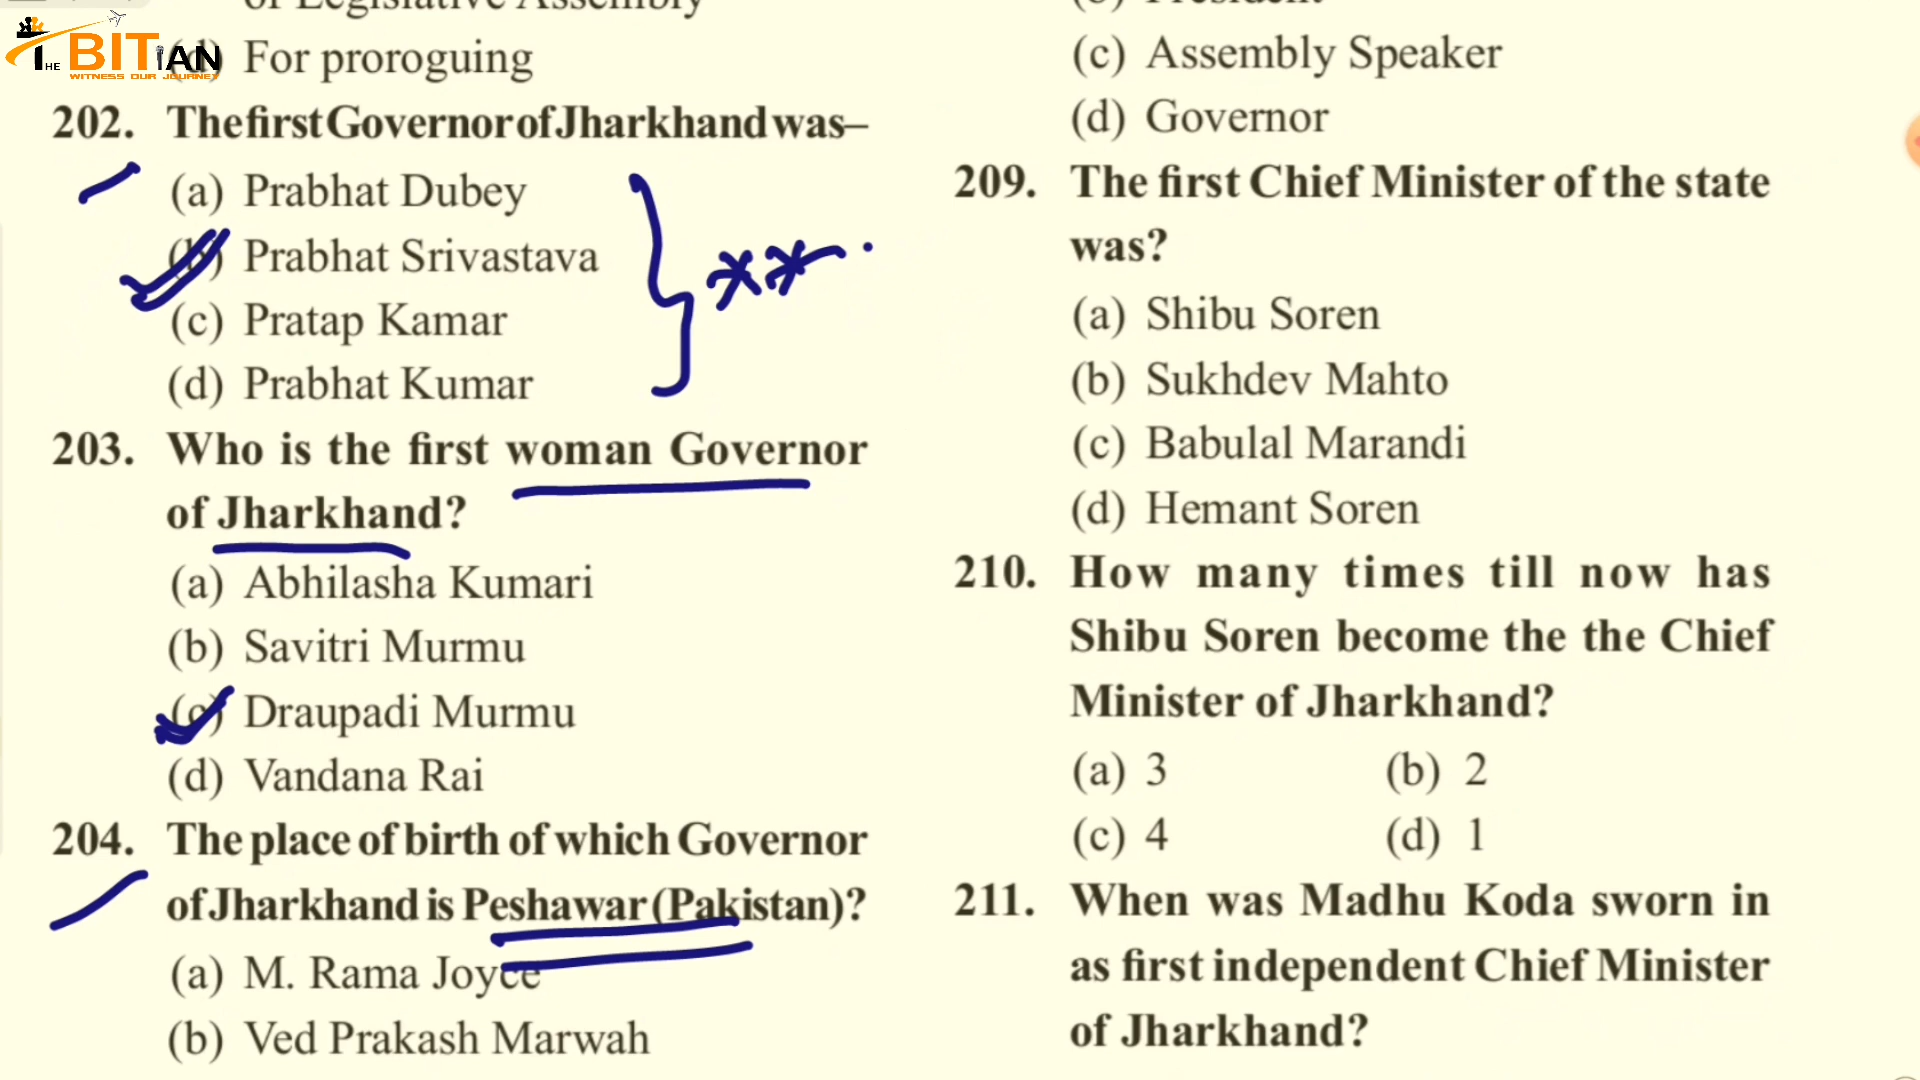 THE BITIAN
WITNESS OUR JOURNEY
of Legislative Assembly
(d) For proroguing
202. The first Governor of Jharkhand was–
(a) Prabhat Dubey
(b) Prabhat Srivastava
(c) Pratap Kamar
(d) Prabhat Kumar
203. Who is the first woman Governor
of Jharkhand?
(a) Abhilasha Kumari
(b) Savitri Murmu
(c) Draupadi Murmu
(d) Vandana Rai
204. The place of birth of which Governor
of Jharkhand is Peshawar (Pakistan)?
(a) M. Rama Joyce
(b) Ved Prakash Marwah
(b) President
(c) Assembly Speaker
(d) Governor
209. The first Chief Minister of the state
was?
(a) Shibu Soren
(b) Sukhdev Mahto
(c) Babulal Marandi
(d) Hemant Soren
210. How many times till now has
Shibu Soren become the the Chief
Minister of Jharkhand?
(a) 3 (b) 2
(c) 4 (d) 1
211. When was Madhu Koda sworn in
as first independent Chief Minister
of Jharkhand?